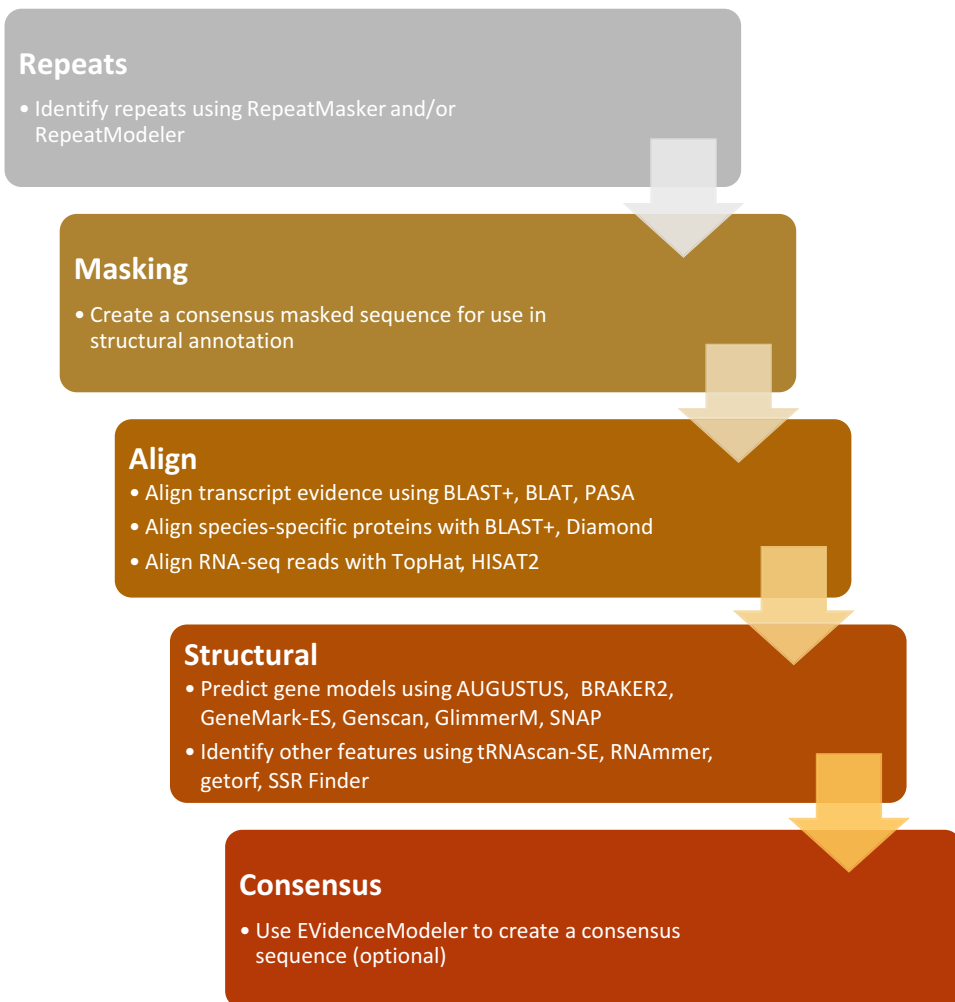 Repeats
• Identify repeats using RepeatMasker and/or
RepeatModeler
Masking
• Create a consensus masked sequence for use in
structural annotation
Align
• Align transcript evidence using BLAST+, BLAT, PASA
• Align species-specific proteins with BLAST+, Diamond
• Align RNA-seq reads with TopHat, HISAT2
Structural
• Predict gene models using AUGUSTUS, BRAKER2,
GeneMark-ES, Genscan, GlimmerM, SNAP
• Identify other features using tRNAscan-SE, RNAmmer,
getorf, SSR Finder
Consensus
• Use EVidenceModeler to create a consensus
sequence (optional)